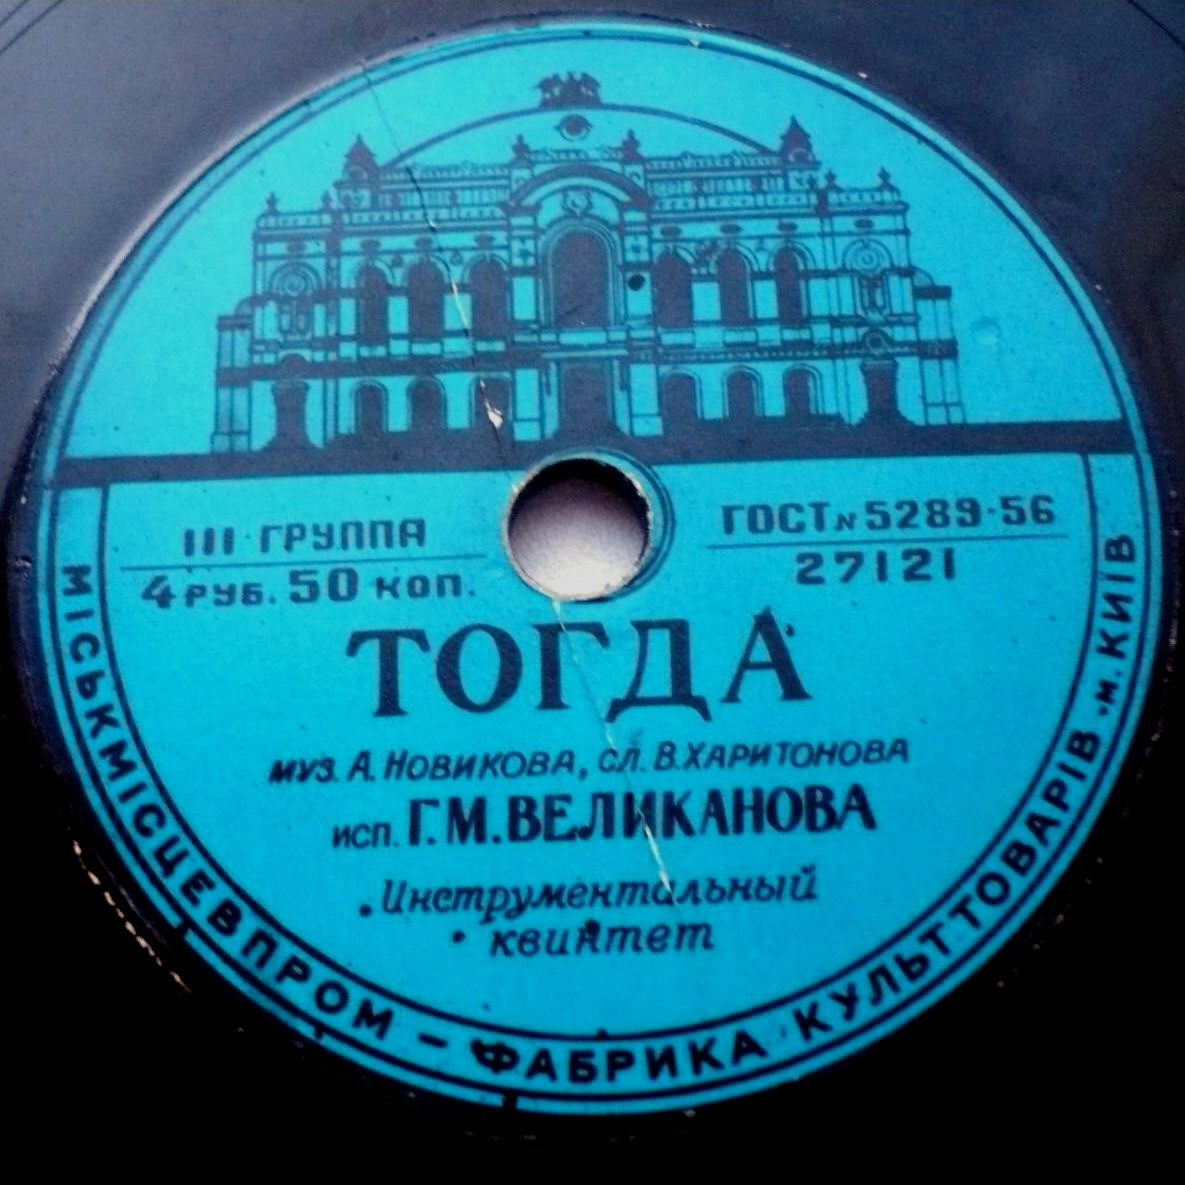 III ГРУППА
4 РУБ. 50 КОП.
ГОСТ N 5289-56
27121
ТОГДА
МУЗ. А. НОВИКОВА, СЛ. В. ХАРИТОНОВА
ИСП. Г.М. ВЕЛИКАНОВА
Инструментальный
квинтет
МІСЬКМІСЦЕВПРОМ – ФАБРИКА КУЛЬТТОВАРІВ • м. КИЇВ